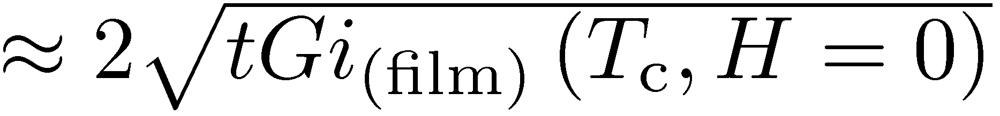 ≈ 2√(tGi_(film) (T_c, H = 0))